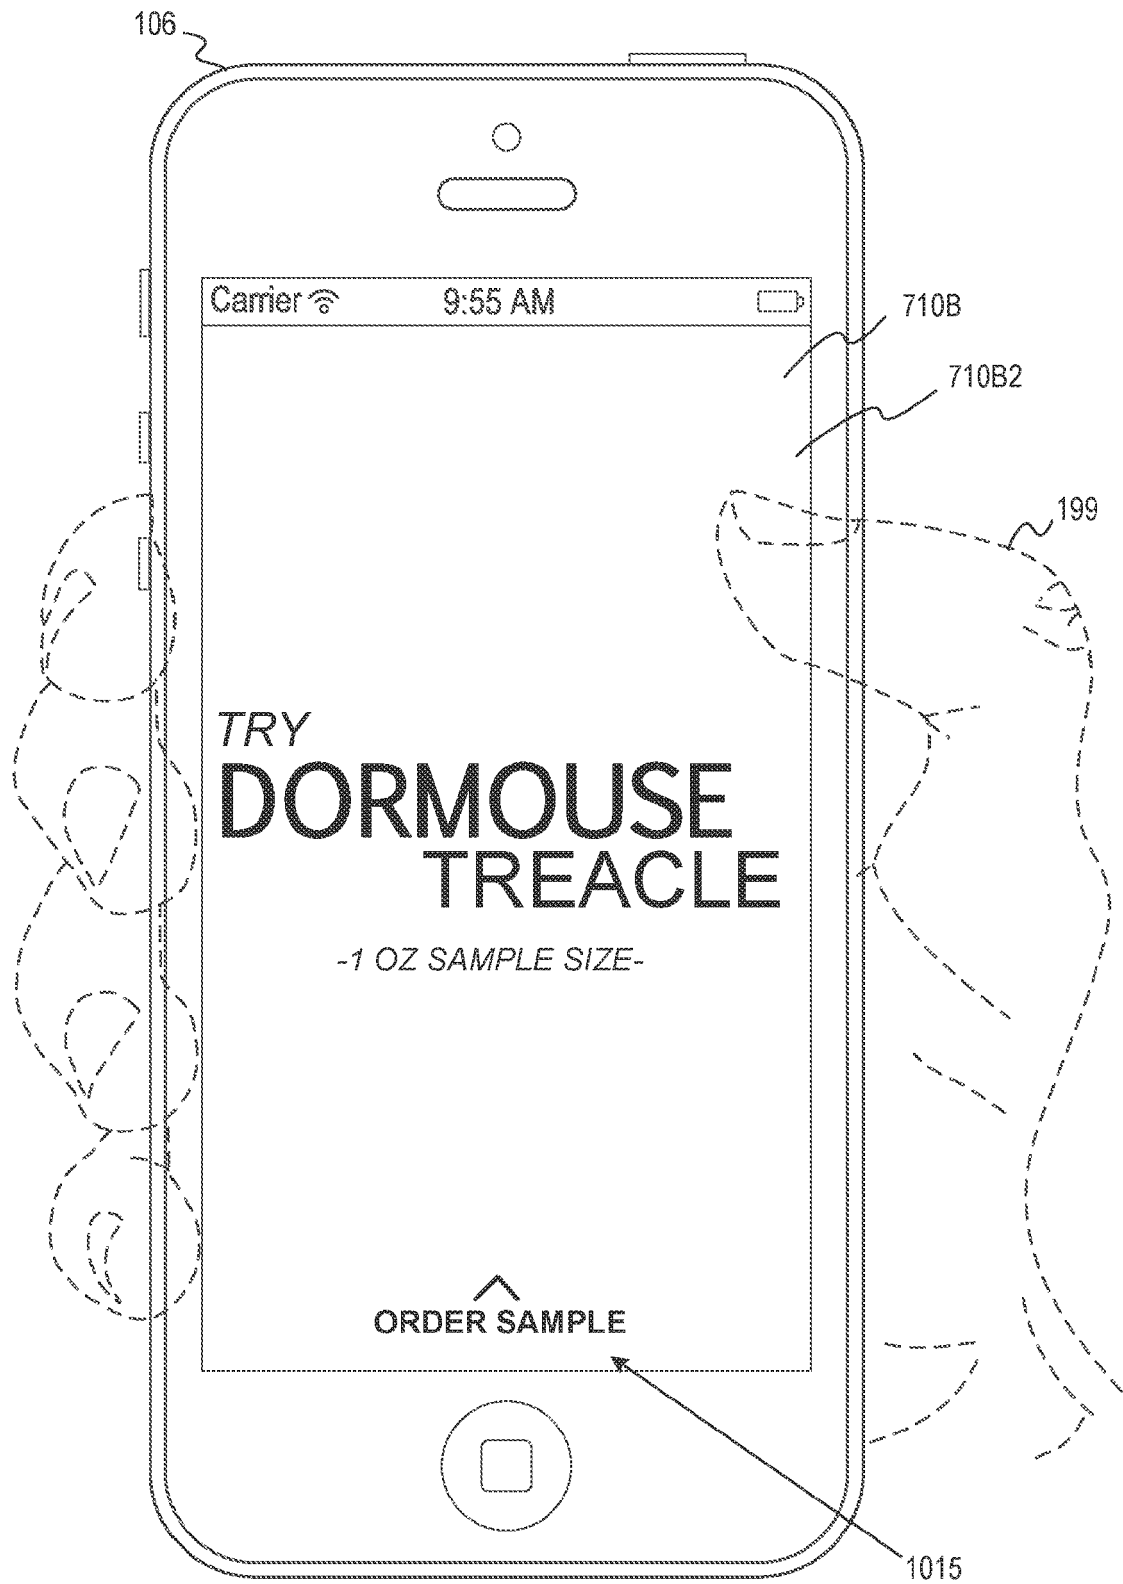 106
Carrier 9:55 AM
710B
710B2
199
TRY
DORMOUSE
TREACLE
-1 OZ SAMPLE SIZE-
ORDER SAMPLE
1015